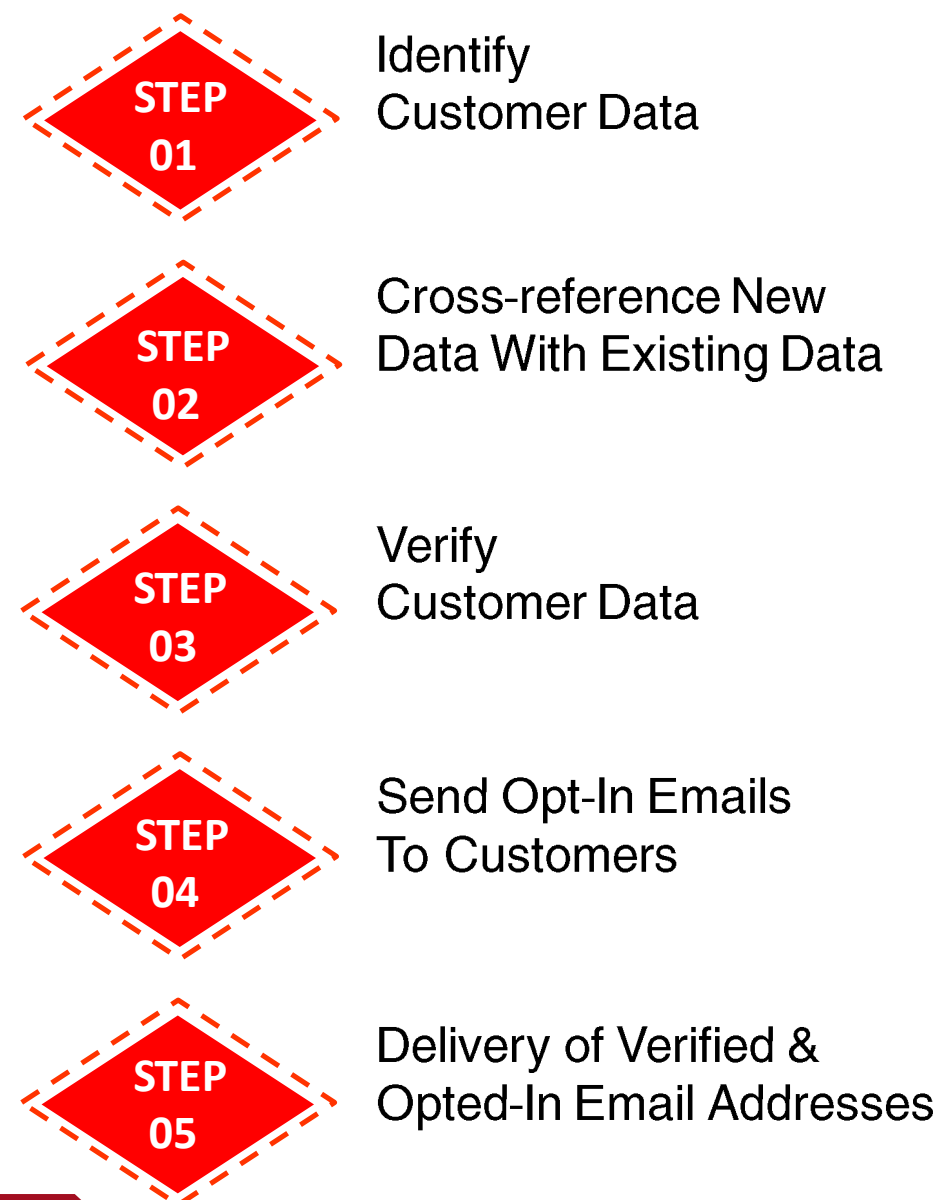 STEP
01
Identify
Customer Data
STEP
02
Cross-reference New
Data With Existing Data
STEP
03
Verify
Customer Data
STEP
04
Send Opt-In Emails
To Customers
STEP
05
Delivery of Verified &
Opted-In Email Addresses